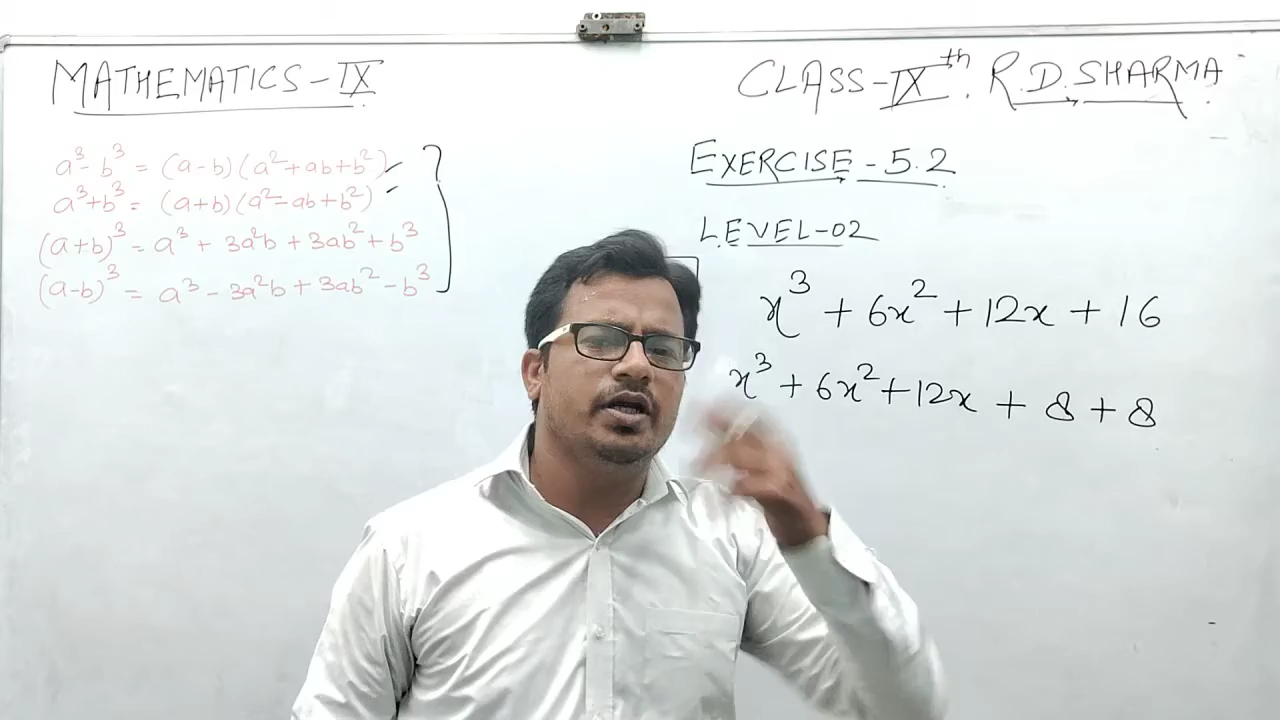 MATHEMATICS-IX
a³-b³ = (a-b)(a²+ab+b²)
a³+b³= (a+b)(a²-ab+b²)
(a+b)³ = a³ + 3a²b + 3ab² + b³
(a-b)³ = a³ - 3a²b + 3ab² - b³
CLASS-IXth. R.D.SHARMA
EXERCISE-5.2
LEVEL-02
x³ + 6x² + 12x + 16
x³ + 6x² + 12x + 8 + 8